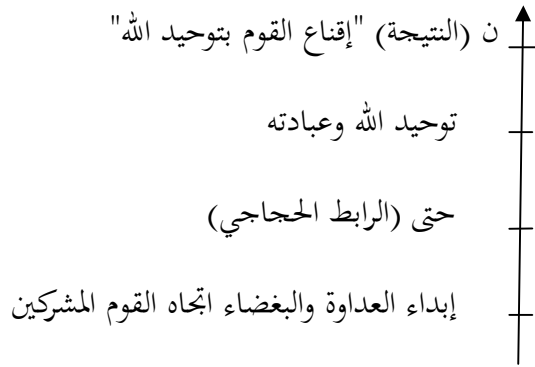 ن (النتيجة) "إقناع القوم بتوحيد الله"
توحيد الله وعبادته
حتى (الرابط الحجاجي)
إبداء العداوة والبغضاء اتجاه القوم المشركين